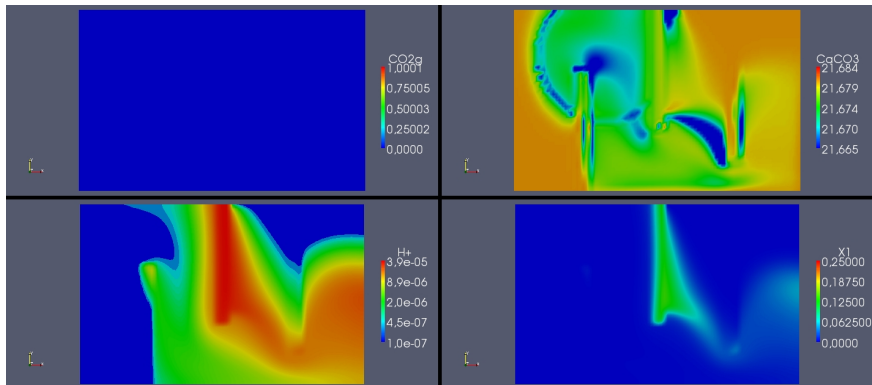 CO2g
1,0001
0,75005
0,50003
0,25002
0,0000
CaCO3
21,684
21,679
21,674
21,670
21,665
H+
3,9e-05
8,9e-06
2,0e-06
4,5e-07
1,0e-07
X1
0,25000
0,18750
0,12500
0,062500
0,0000